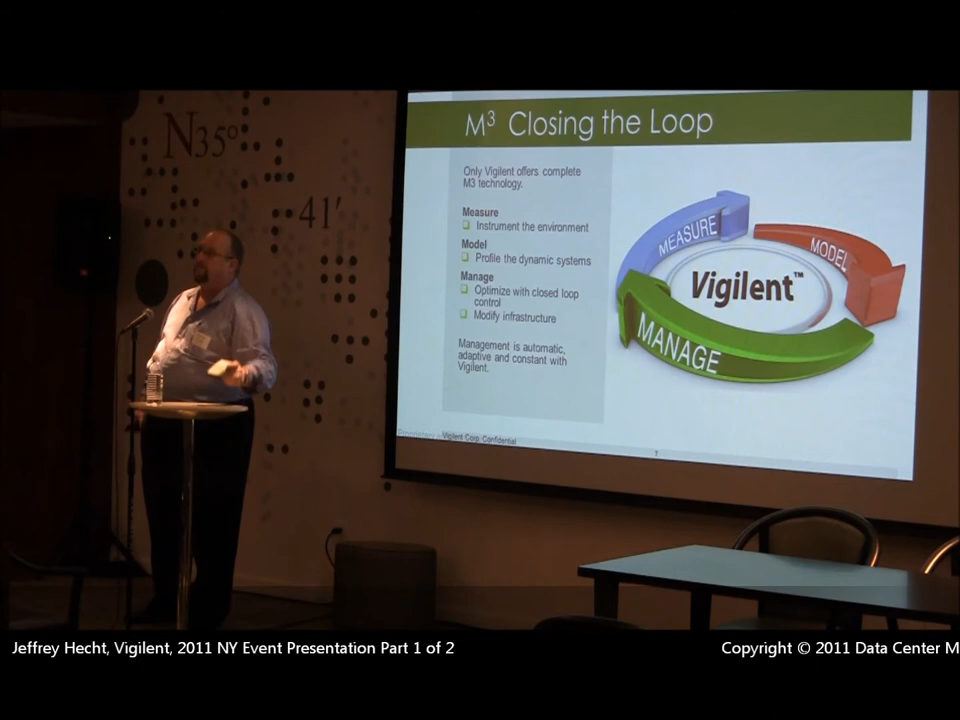 N35°
41'
M³ Closing the Loop
Only Vigilent offers complete
M3 technology.
Measure
Instrument the environment
Model
Profile the dynamic systems
Manage
Optimize with closed loop
control
Modify infrastructure
Management is automatic,
adaptive and constant with
Vigilent.
MEASURE
MODEL
Vigilent™
MANAGE
Vigilent Corp. Confidential
Jeffrey Hecht, Vigilent, 2011 NY Event Presentation Part 1 of 2
Copyright © 2011 Data Center M